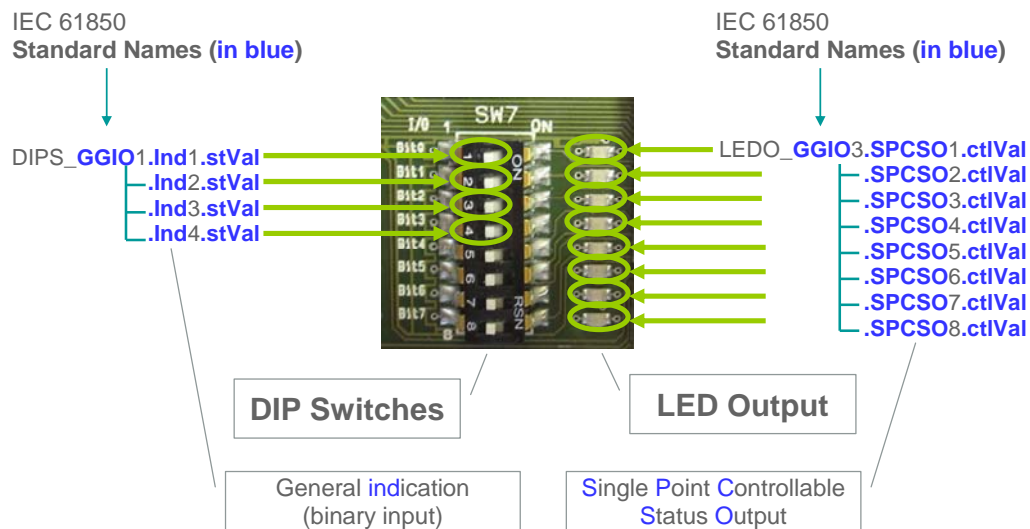 IEC 61850
Standard Names (in blue)
IEC 61850
Standard Names (in blue)
DIPS_GGIO1.Ind1.stVal
.Ind2.stVal
.Ind3.stVal
.Ind4.stVal
SW7
I/O 1 ON
Bit0
Bit1
Bit2
Bit3
Bit4
Bit5
Bit6
Bit7
8
1
2
3
4
5
6
7
8
ON
RSN
LEDO_GGIO3.SPCSO1.ctlVal
.SPCSO2.ctlVal
.SPCSO3.ctlVal
.SPCSO4.ctlVal
.SPCSO5.ctlVal
.SPCSO6.ctlVal
.SPCSO7.ctlVal
.SPCSO8.ctlVal
DIP Switches
LED Output
General indication
(binary input)
Single Point Controllable
Status Output